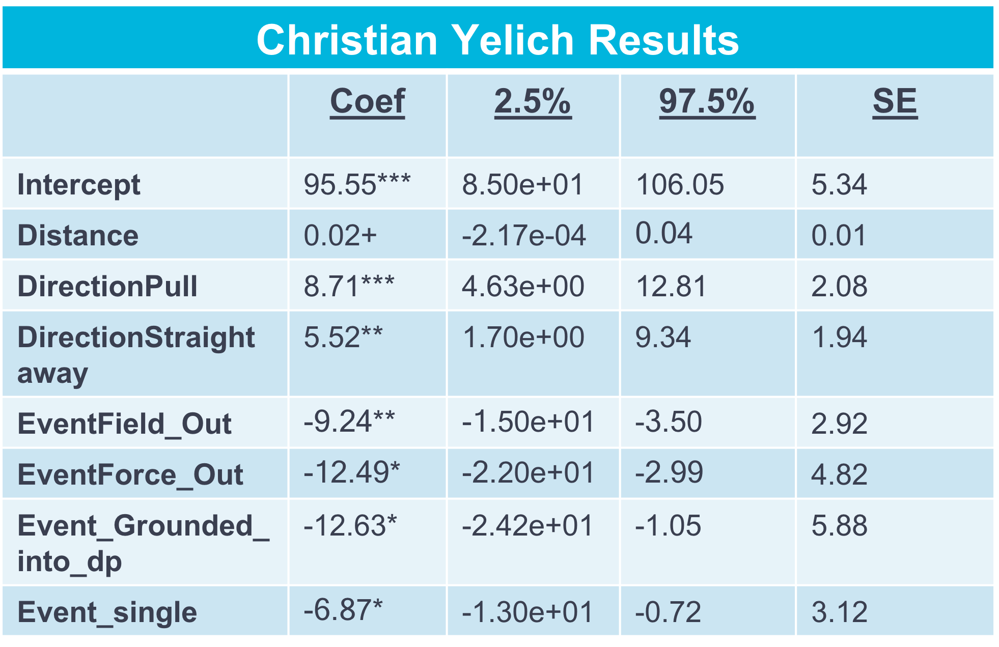 Christian Yelich Results
Coef 2.5% 97.5% SE
Intercept 95.55*** 8.50e+01 106.05 5.34
Distance 0.02+ -2.17e-04 0.04 0.01
DirectionPull 8.71*** 4.63e+00 12.81 2.08
DirectionStraight 5.52** 1.70e+00 9.34 1.94
away
EventField_Out -9.24** -1.50e+01 -3.50 2.92
EventForce_Out -12.49* -2.20e+01 -2.99 4.82
Event_Grounded_ -12.63* -2.42e+01 -1.05 5.88
into_dp
Event_single -6.87* -1.30e+01 -0.72 3.12